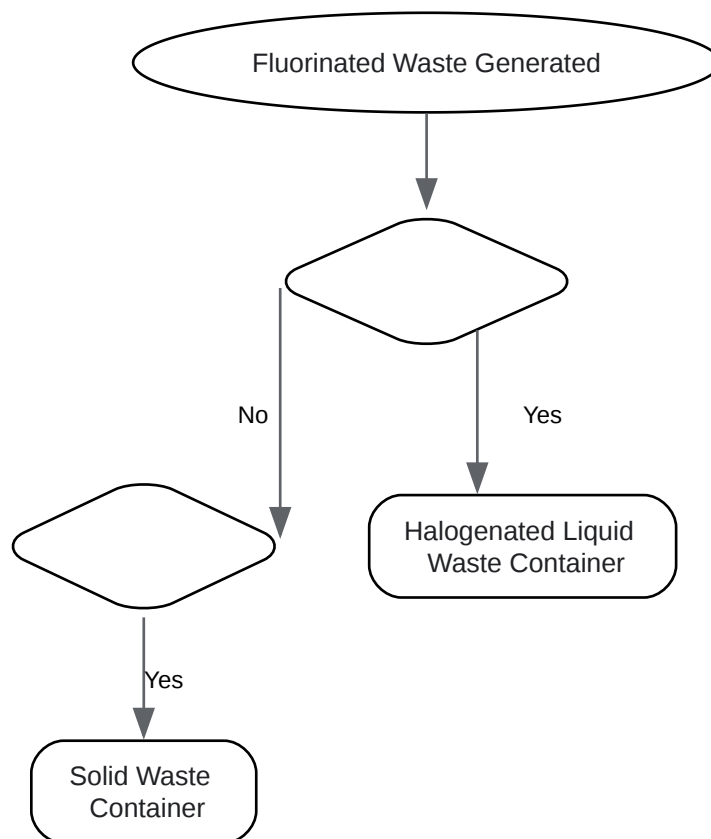 Fluorinated Waste Generated
No
Yes
Halogenated Liquid
Waste Container
Yes
Solid Waste
Container